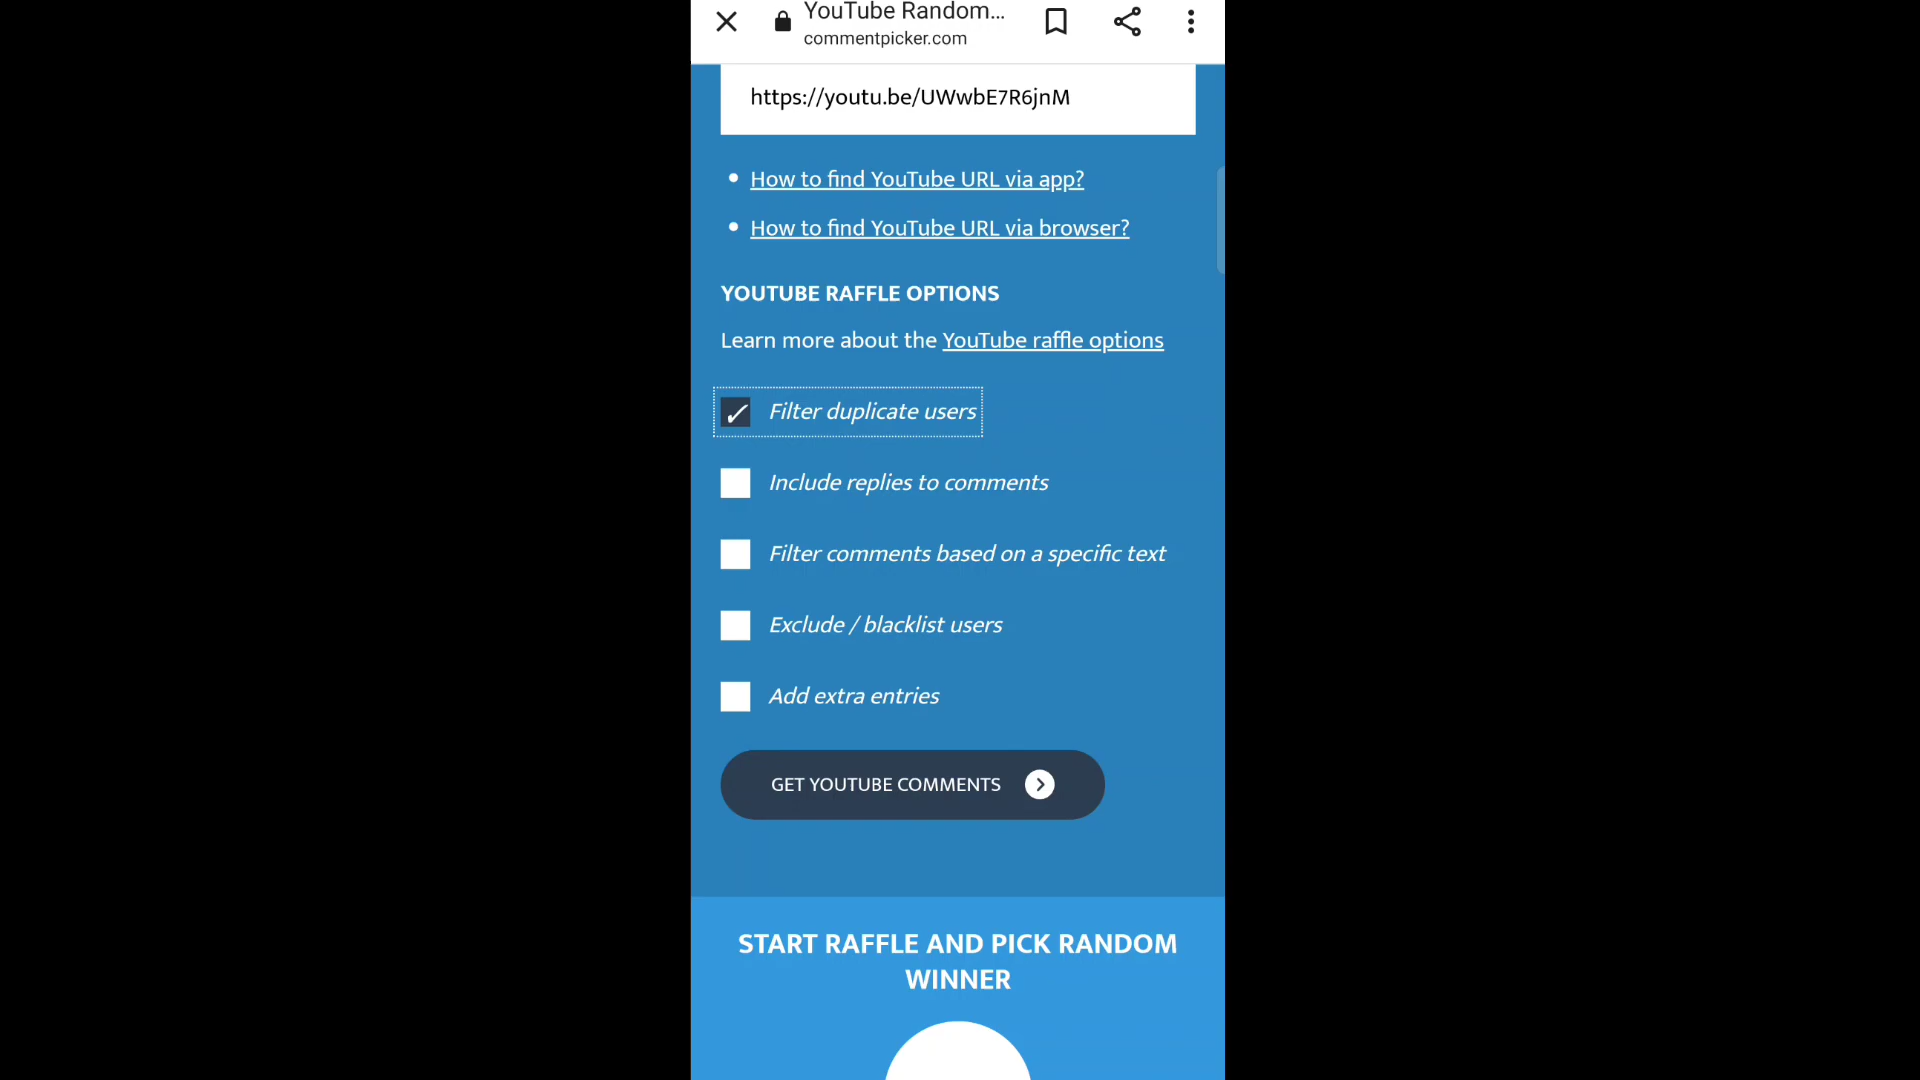 YouTube Random...
commentpicker.com
https://youtu.be/UWwbE7R6jnM
How to find YouTube URL via app?
How to find YouTube URL via browser?
YOUTUBE RAFFLE OPTIONS
Learn more about the YouTube raffle options
Filter duplicate users
Include replies to comments
Filter comments based on a specific text
Exclude / blacklist users
Add extra entries
GET YOUTUBE COMMENTS
START RAFFLE AND PICK RANDOM
WINNER